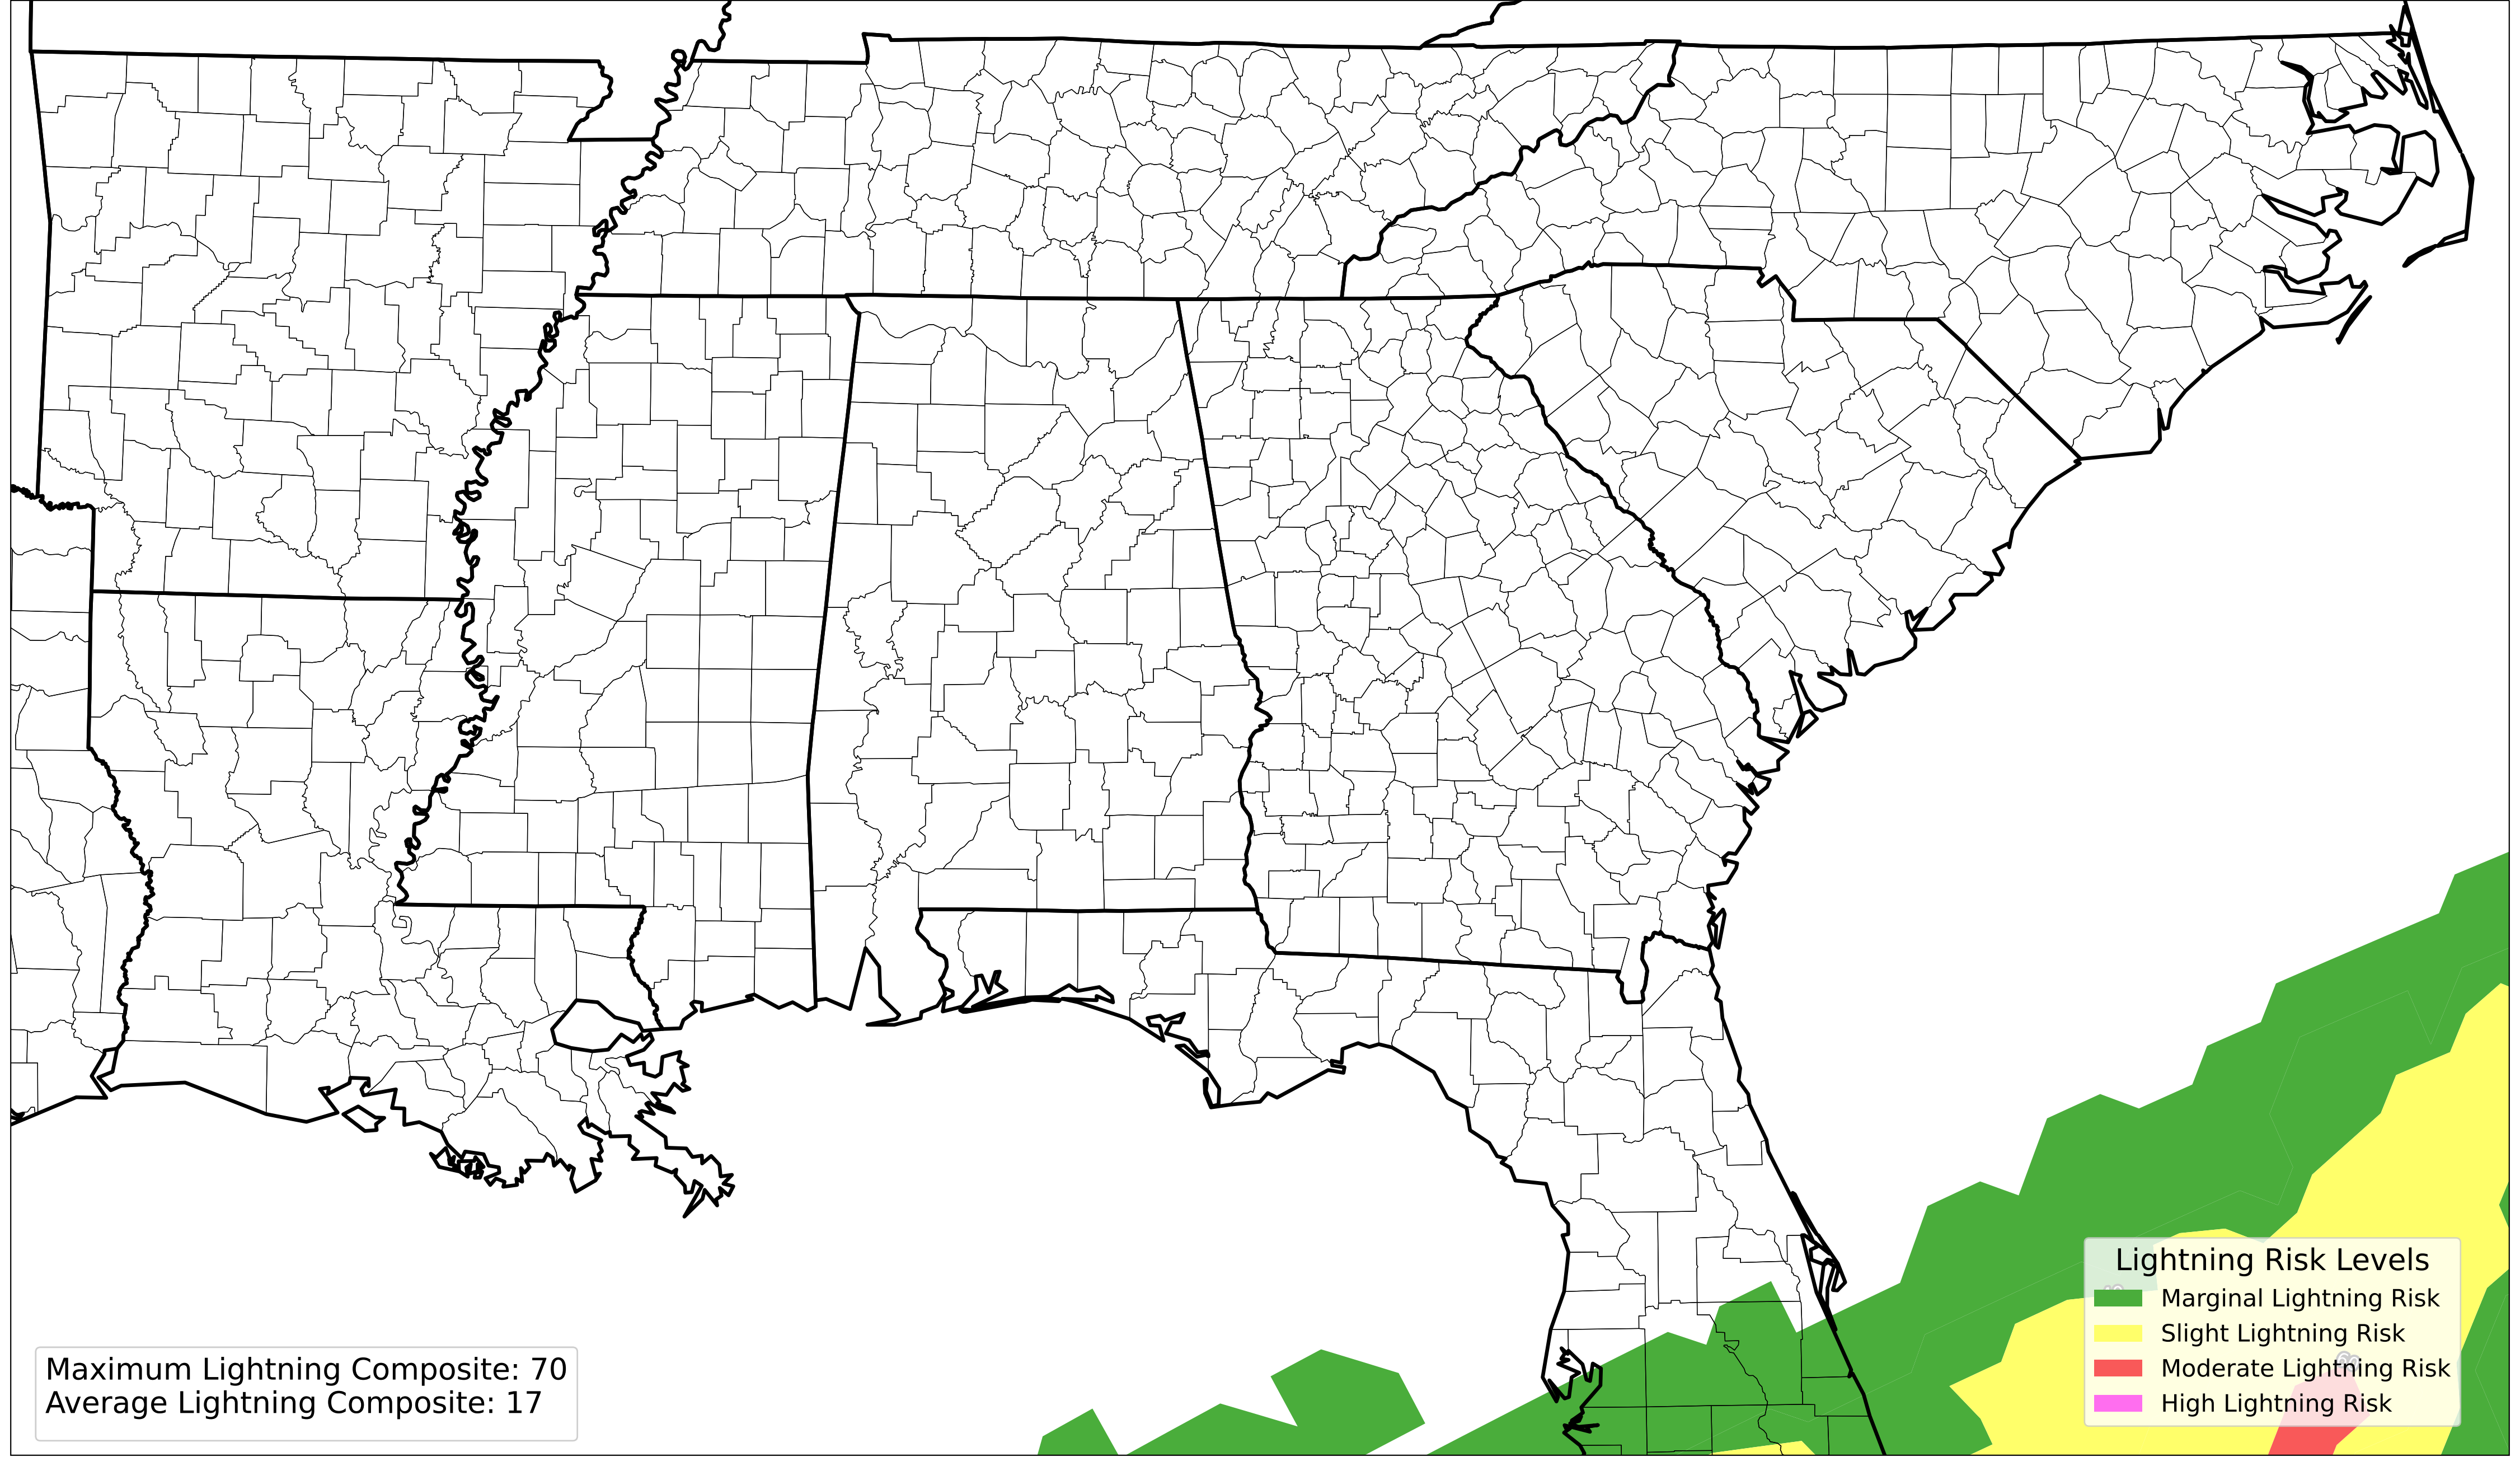 Lightning Risk Levels
Marginal Lightning Risk
Slight Lightning Risk
Moderate Lightning Risk
High Lightning Risk
Maximum Lightning Composite: 70
Average Lightning Composite: 17